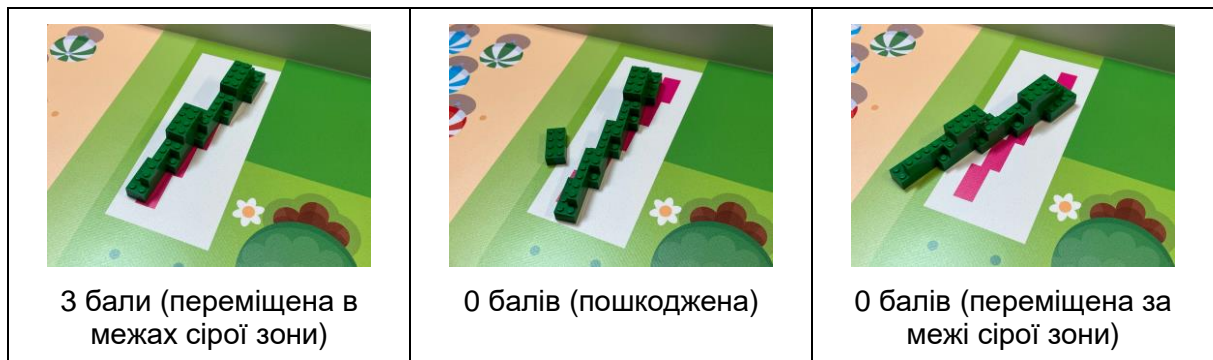 3 бали (переміщена в
межах сірої зони)
0 балів (пошкоджена)
0 балів (переміщена за
межі сірої зони)